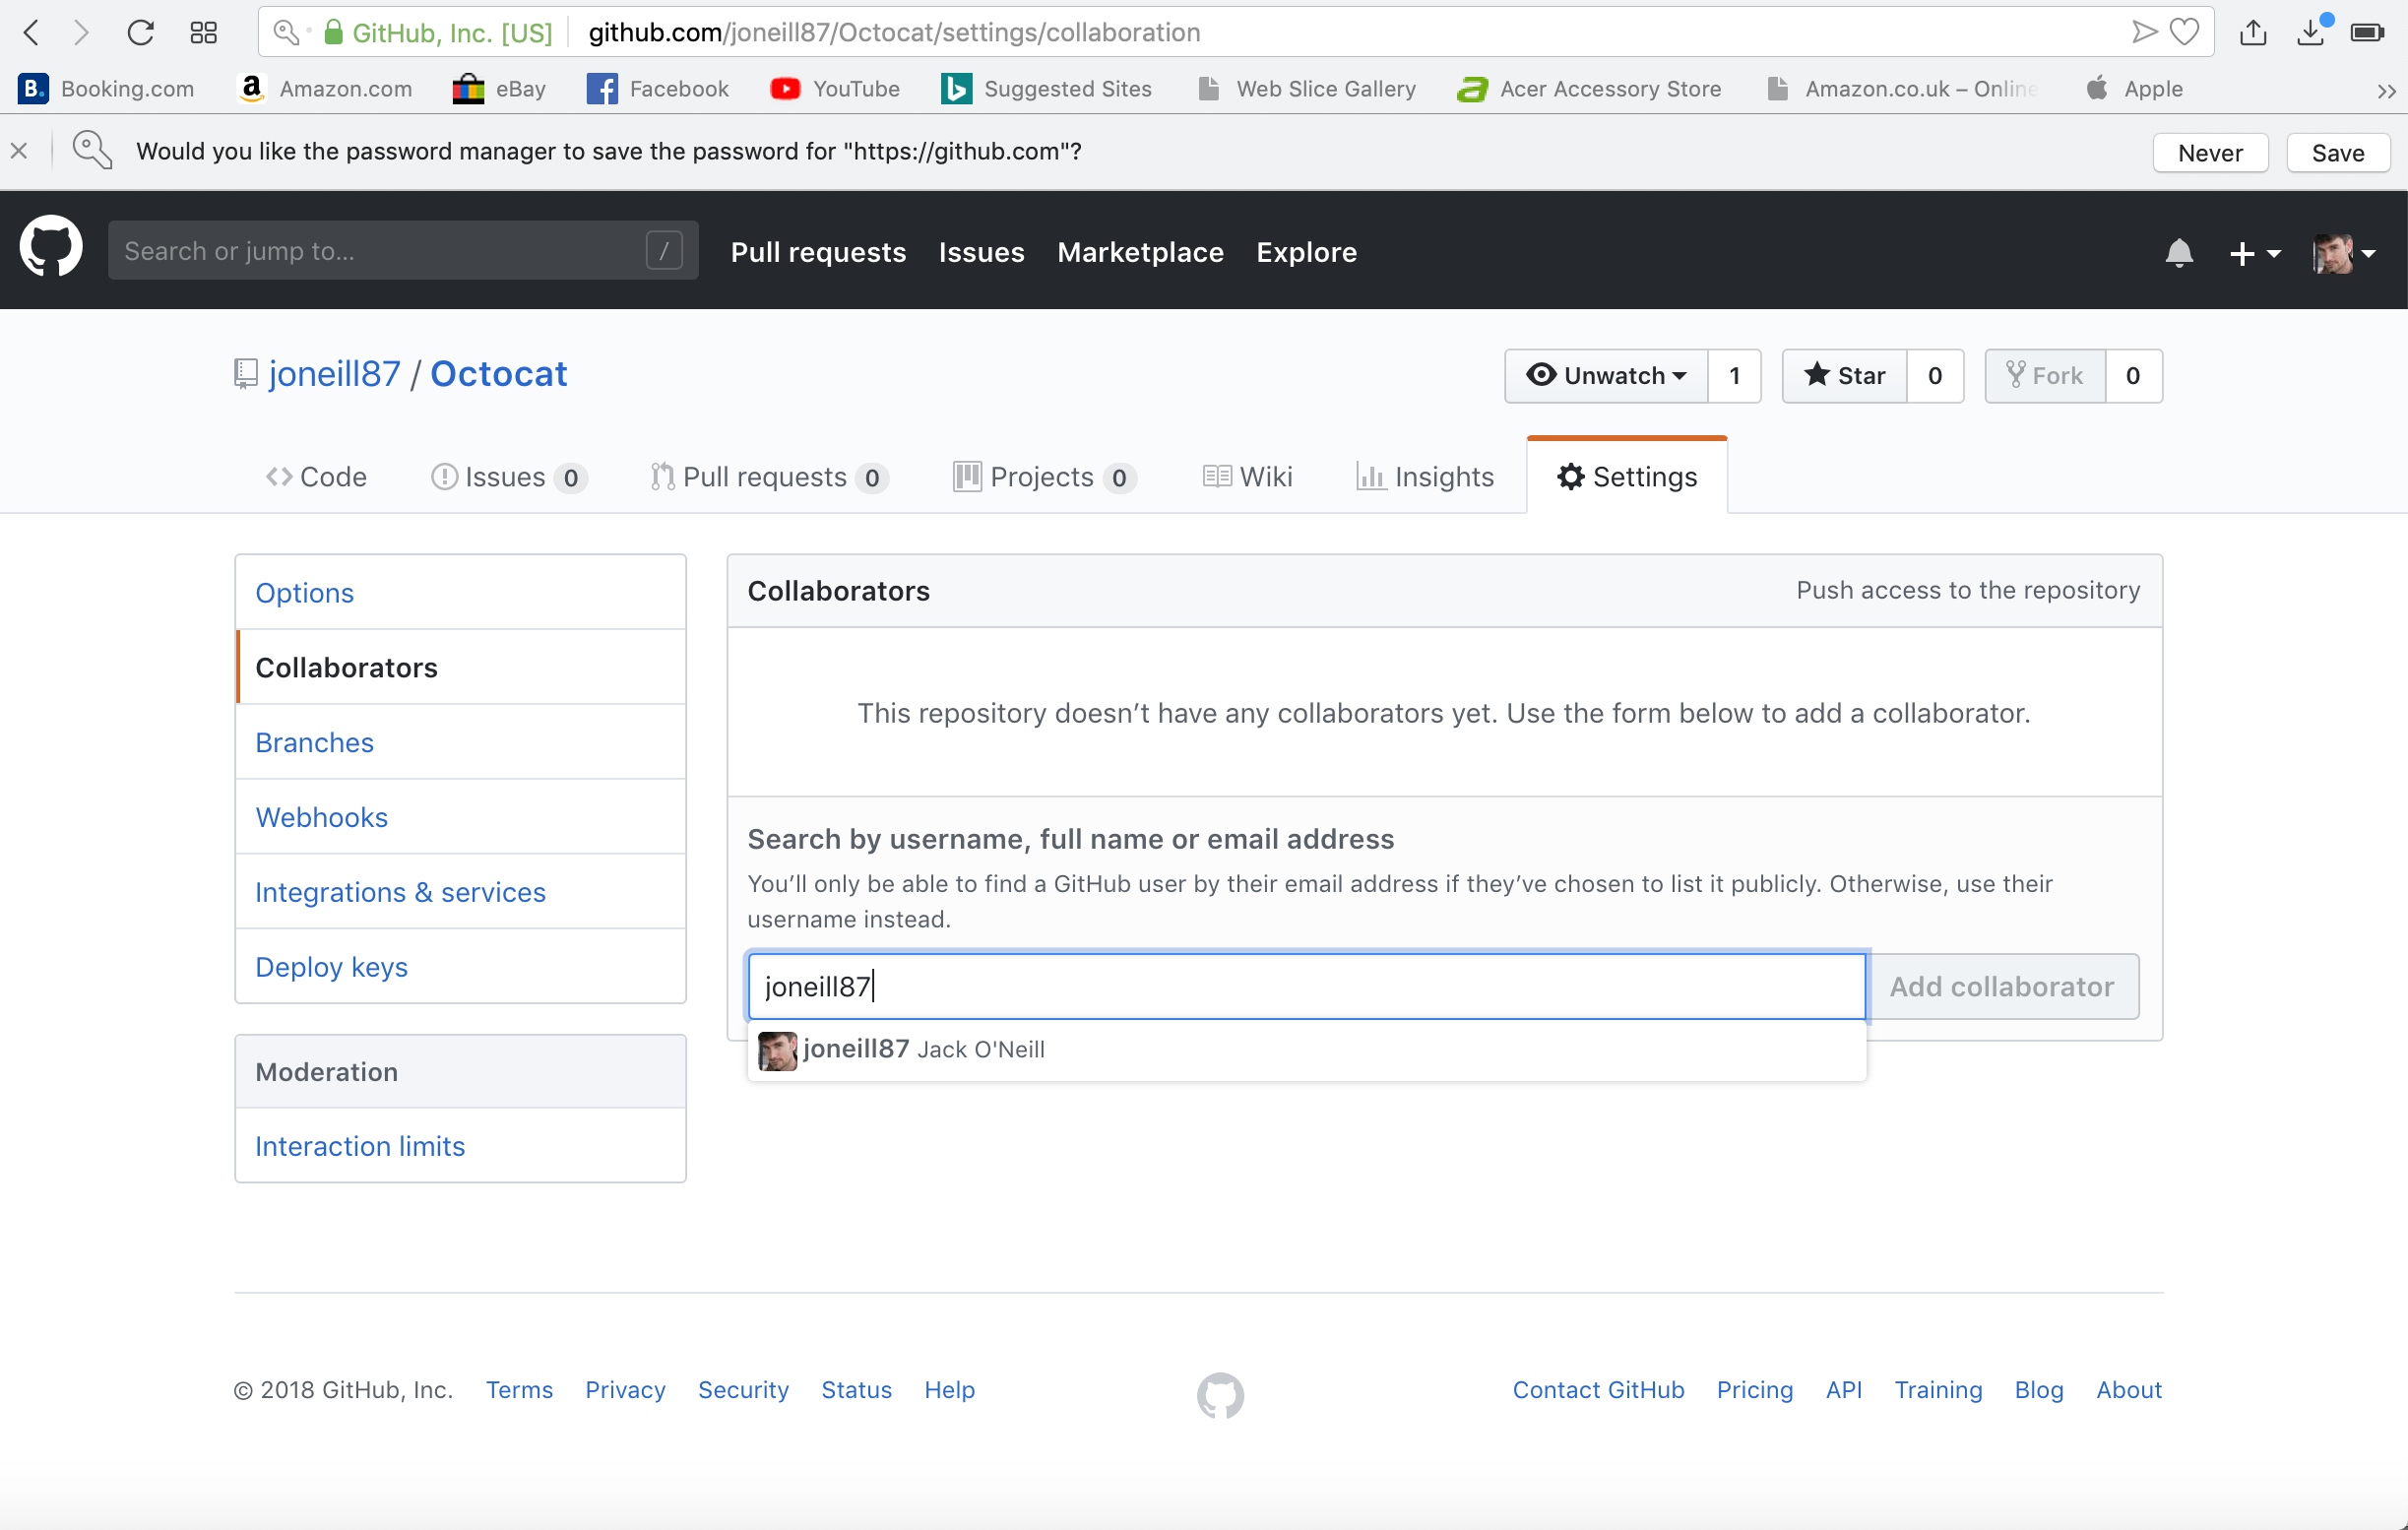 GitHub, Inc. [US] github.com/joneill87/Octocat/settings/collaboration
B. Booking.com a Amazon.com eBay f Facebook YouTube b Suggested Sites Web Slice Gallery a Acer Accessory Store Amazon.co.uk – Online Apple
Would you like the password manager to save the password for "https://github.com"? Never Save
Search or jump to... / Pull requests Issues Marketplace Explore
joneill87 / Octocat Unwatch 1 Star 0 Fork 0
Code Issues 0 Pull requests 0 Projects 0 Wiki Insights Settings
Options
Collaborators
Branches
Webhooks
Integrations & services
Deploy keys
Moderation
Interaction limits
Collaborators Push access to the repository
This repository doesn’t have any collaborators yet. Use the form below to add a collaborator.
Search by username, full name or email address
You’ll only be able to find a GitHub user by their email address if they’ve chosen to list it publicly. Otherwise, use their
username instead.
joneill87 Add collaborator
joneill87 Jack O'Neill
© 2018 GitHub, Inc. Terms Privacy Security Status Help Contact GitHub Pricing API Training Blog About